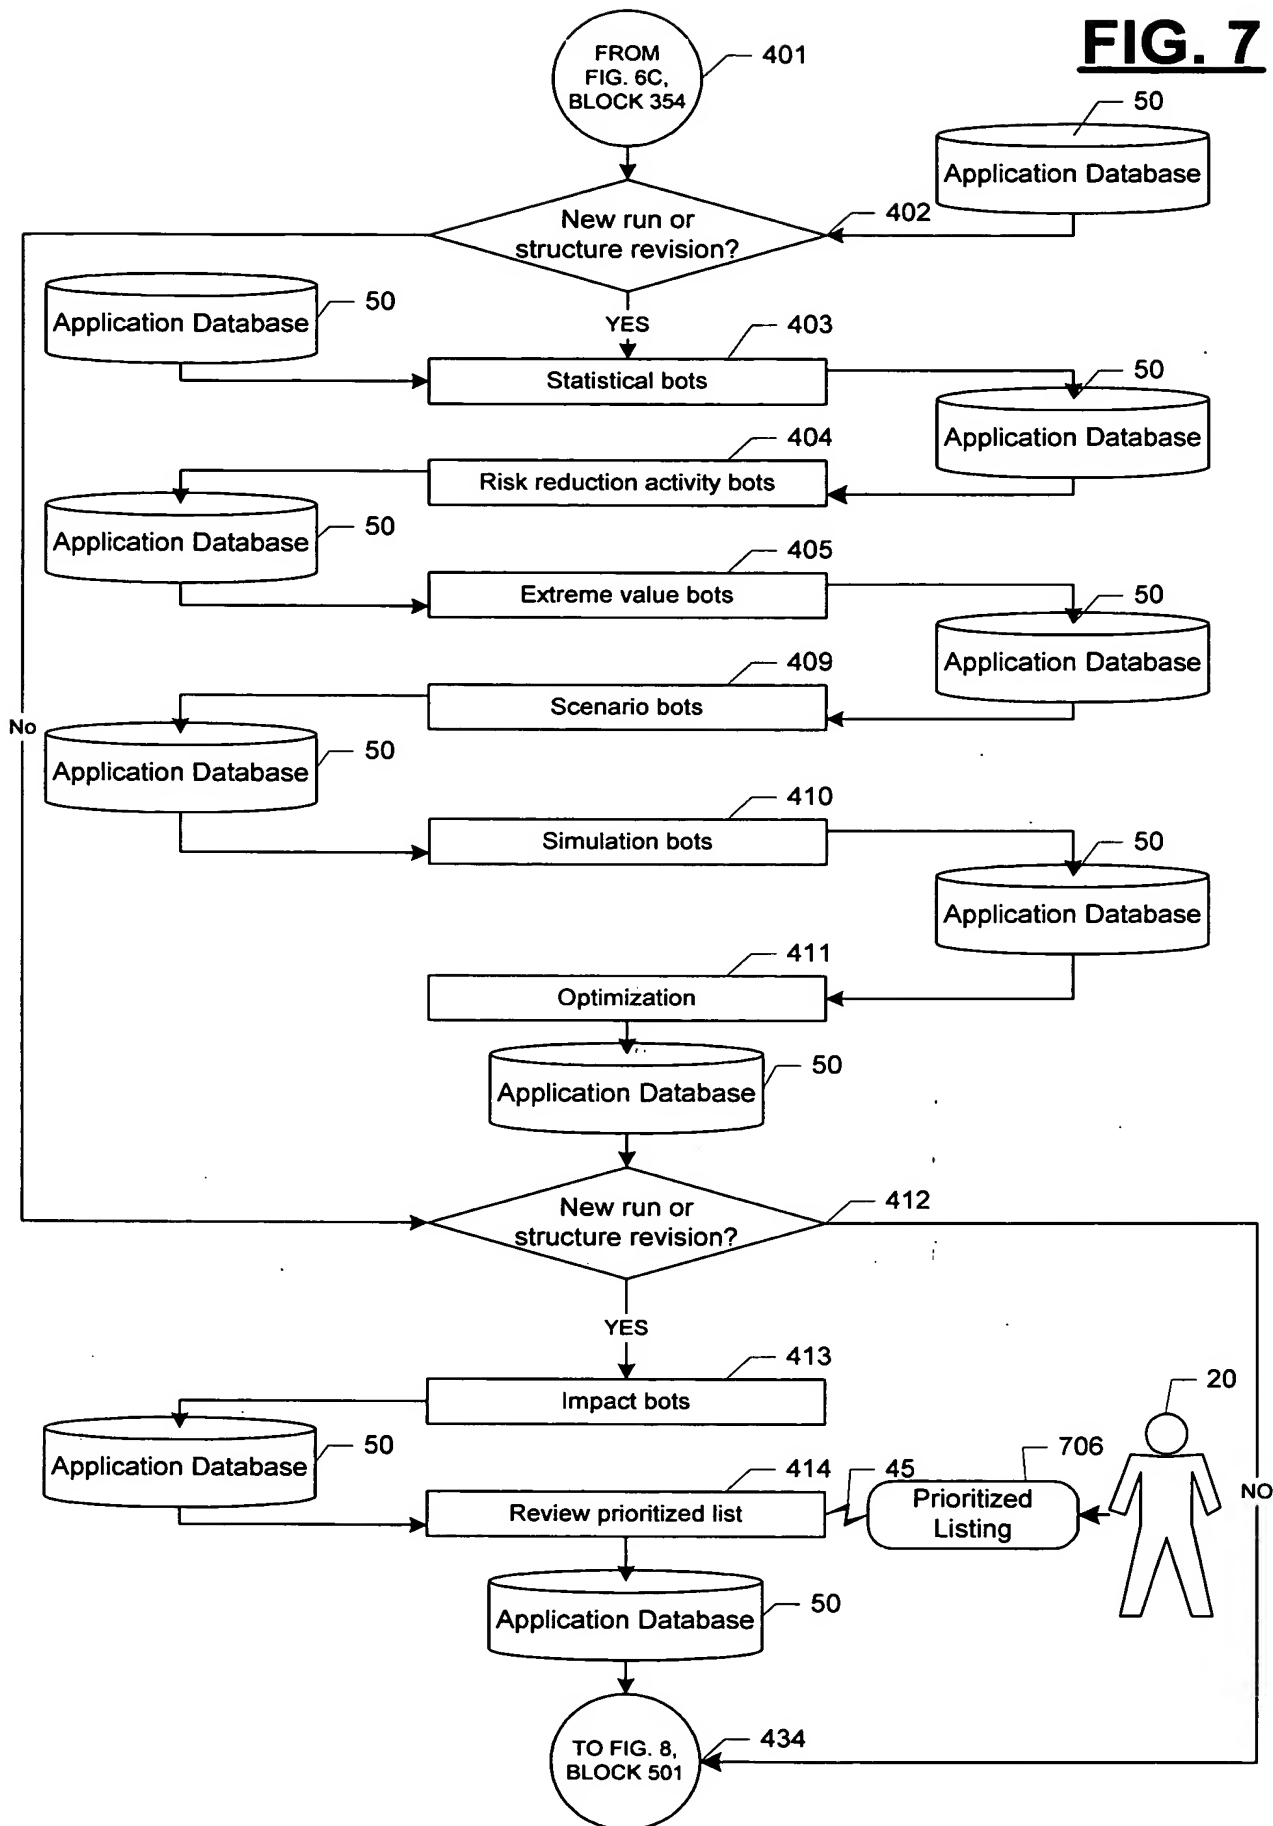 FIG. 7
FROM
FIG. 6C,
BLOCK 354
401
50
Application Database
New run or
structure revision?
402
Application Database
50
YES
403
Statistical bots
50
Application Database
404
Risk reduction activity bots
50
Application Database
405
Extreme value bots
50
Application Database
409
Scenario bots
No
50
Application Database
410
Simulation bots
50
Application Database
411
Optimization
50
Application Database
New run or
structure revision?
412
YES
413
Impact bots
20
50
Application Database
414
Review prioritized list
45
706
Prioritized
Listing
NO
50
Application Database
TO FIG. 8,
BLOCK 501
434